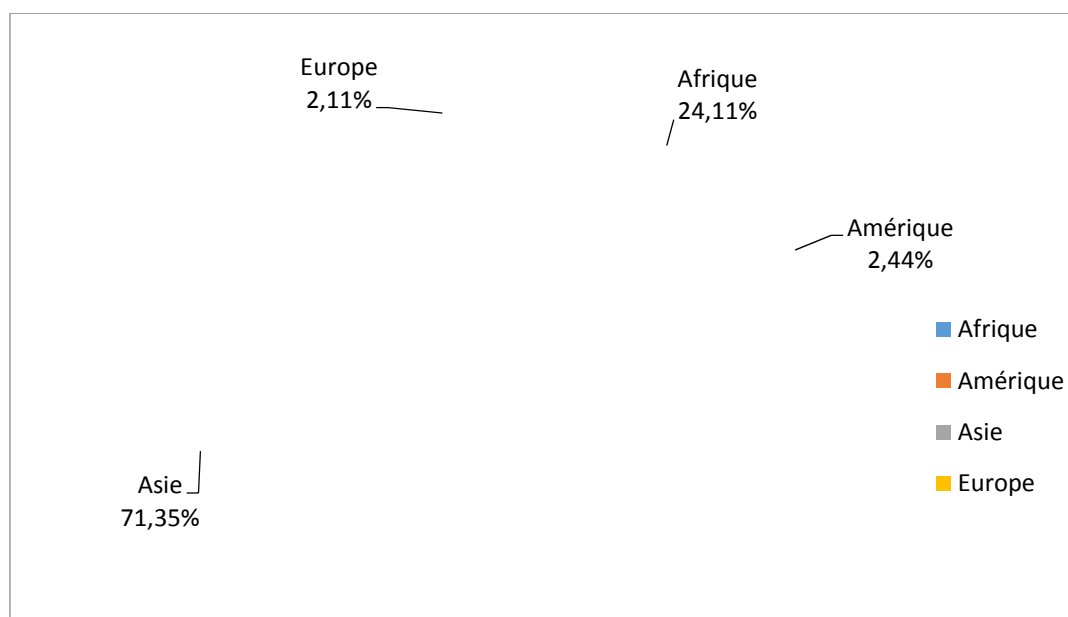 Europe
2,11%
Afrique
24,11%
Amérique
2,44%
Afrique
Amérique
Asie
Europe
Asie
71,35%